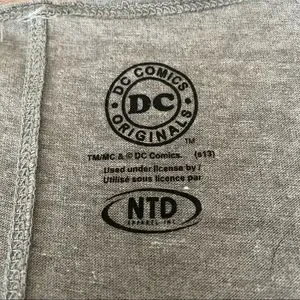 DC COMICS
DC
ORIGINALS
TM
TM/MC & © DC Comics. (s13)
Used under license by /
Utilisé sous licence par
NTD
APPAREL INC